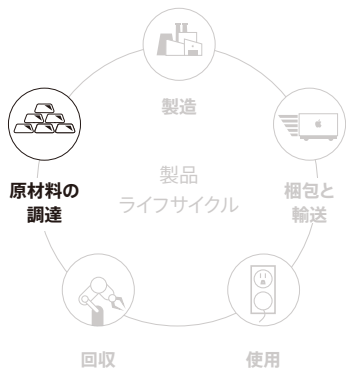 製造
原材料の
調達
製品
ライフサイクル
梱包と
輸送
回収
使用